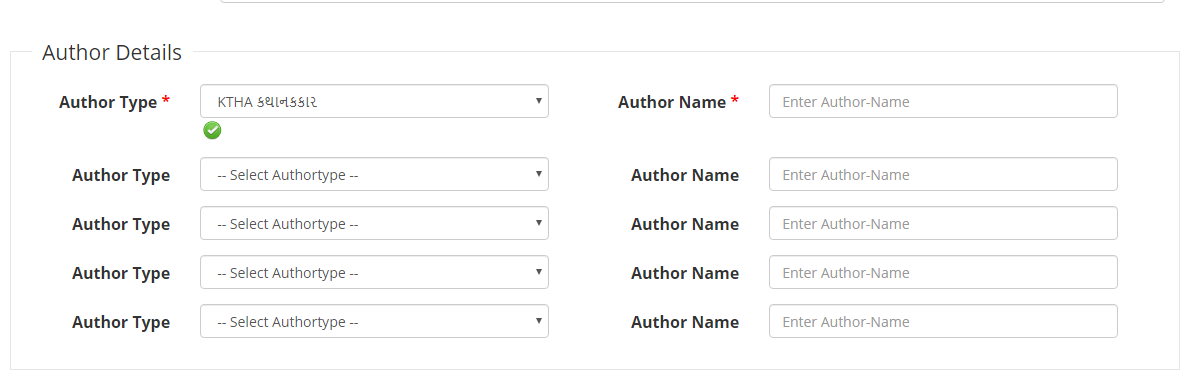 Author Details
Author Type * KTHA કથાનકકાર Author Name * Enter Author-Name
Author Type -- Select Authortype -- Author Name Enter Author-Name
Author Type -- Select Authortype -- Author Name Enter Author-Name
Author Type -- Select Authortype -- Author Name Enter Author-Name
Author Type -- Select Authortype -- Author Name Enter Author-Name